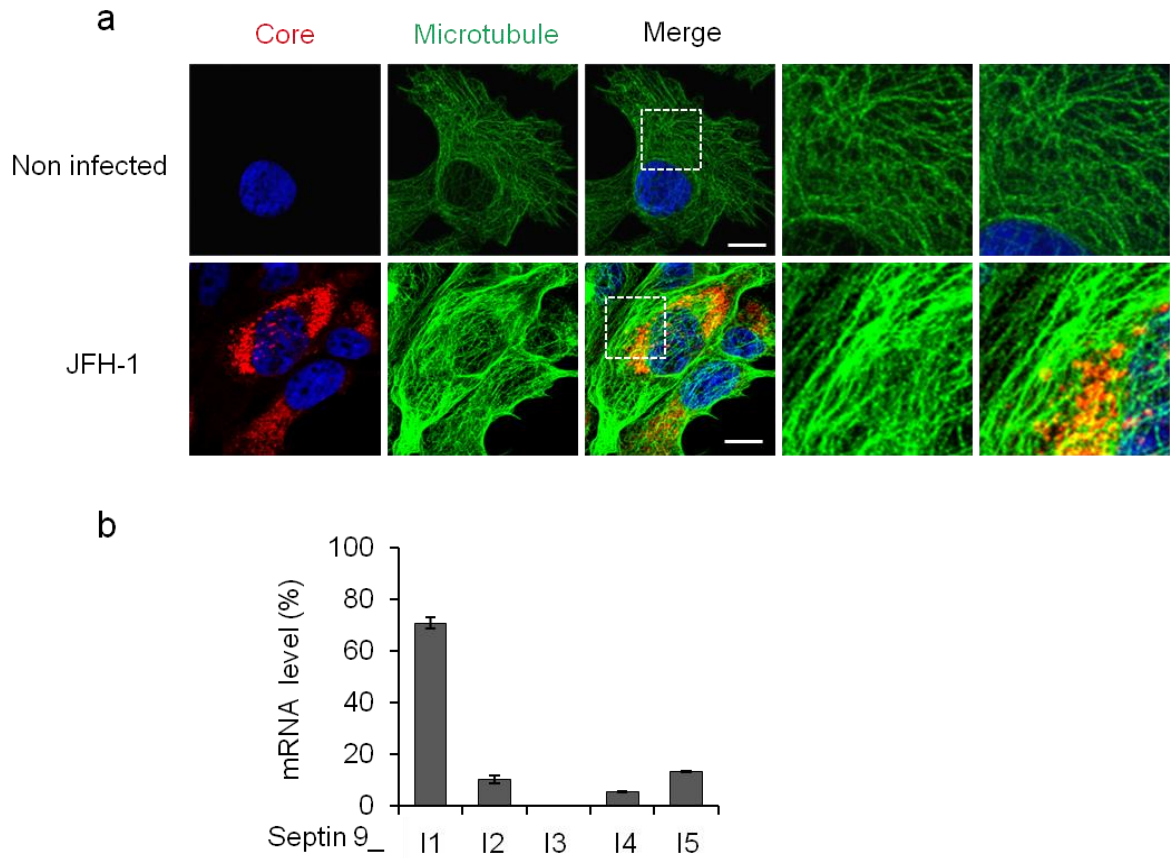 a
Core Microtubule Merge
Non infected
JFH-1
b
mRNA level (%)
100
80
60
40
20
0
Septin 9_ I1 I2 I3 I4 I5